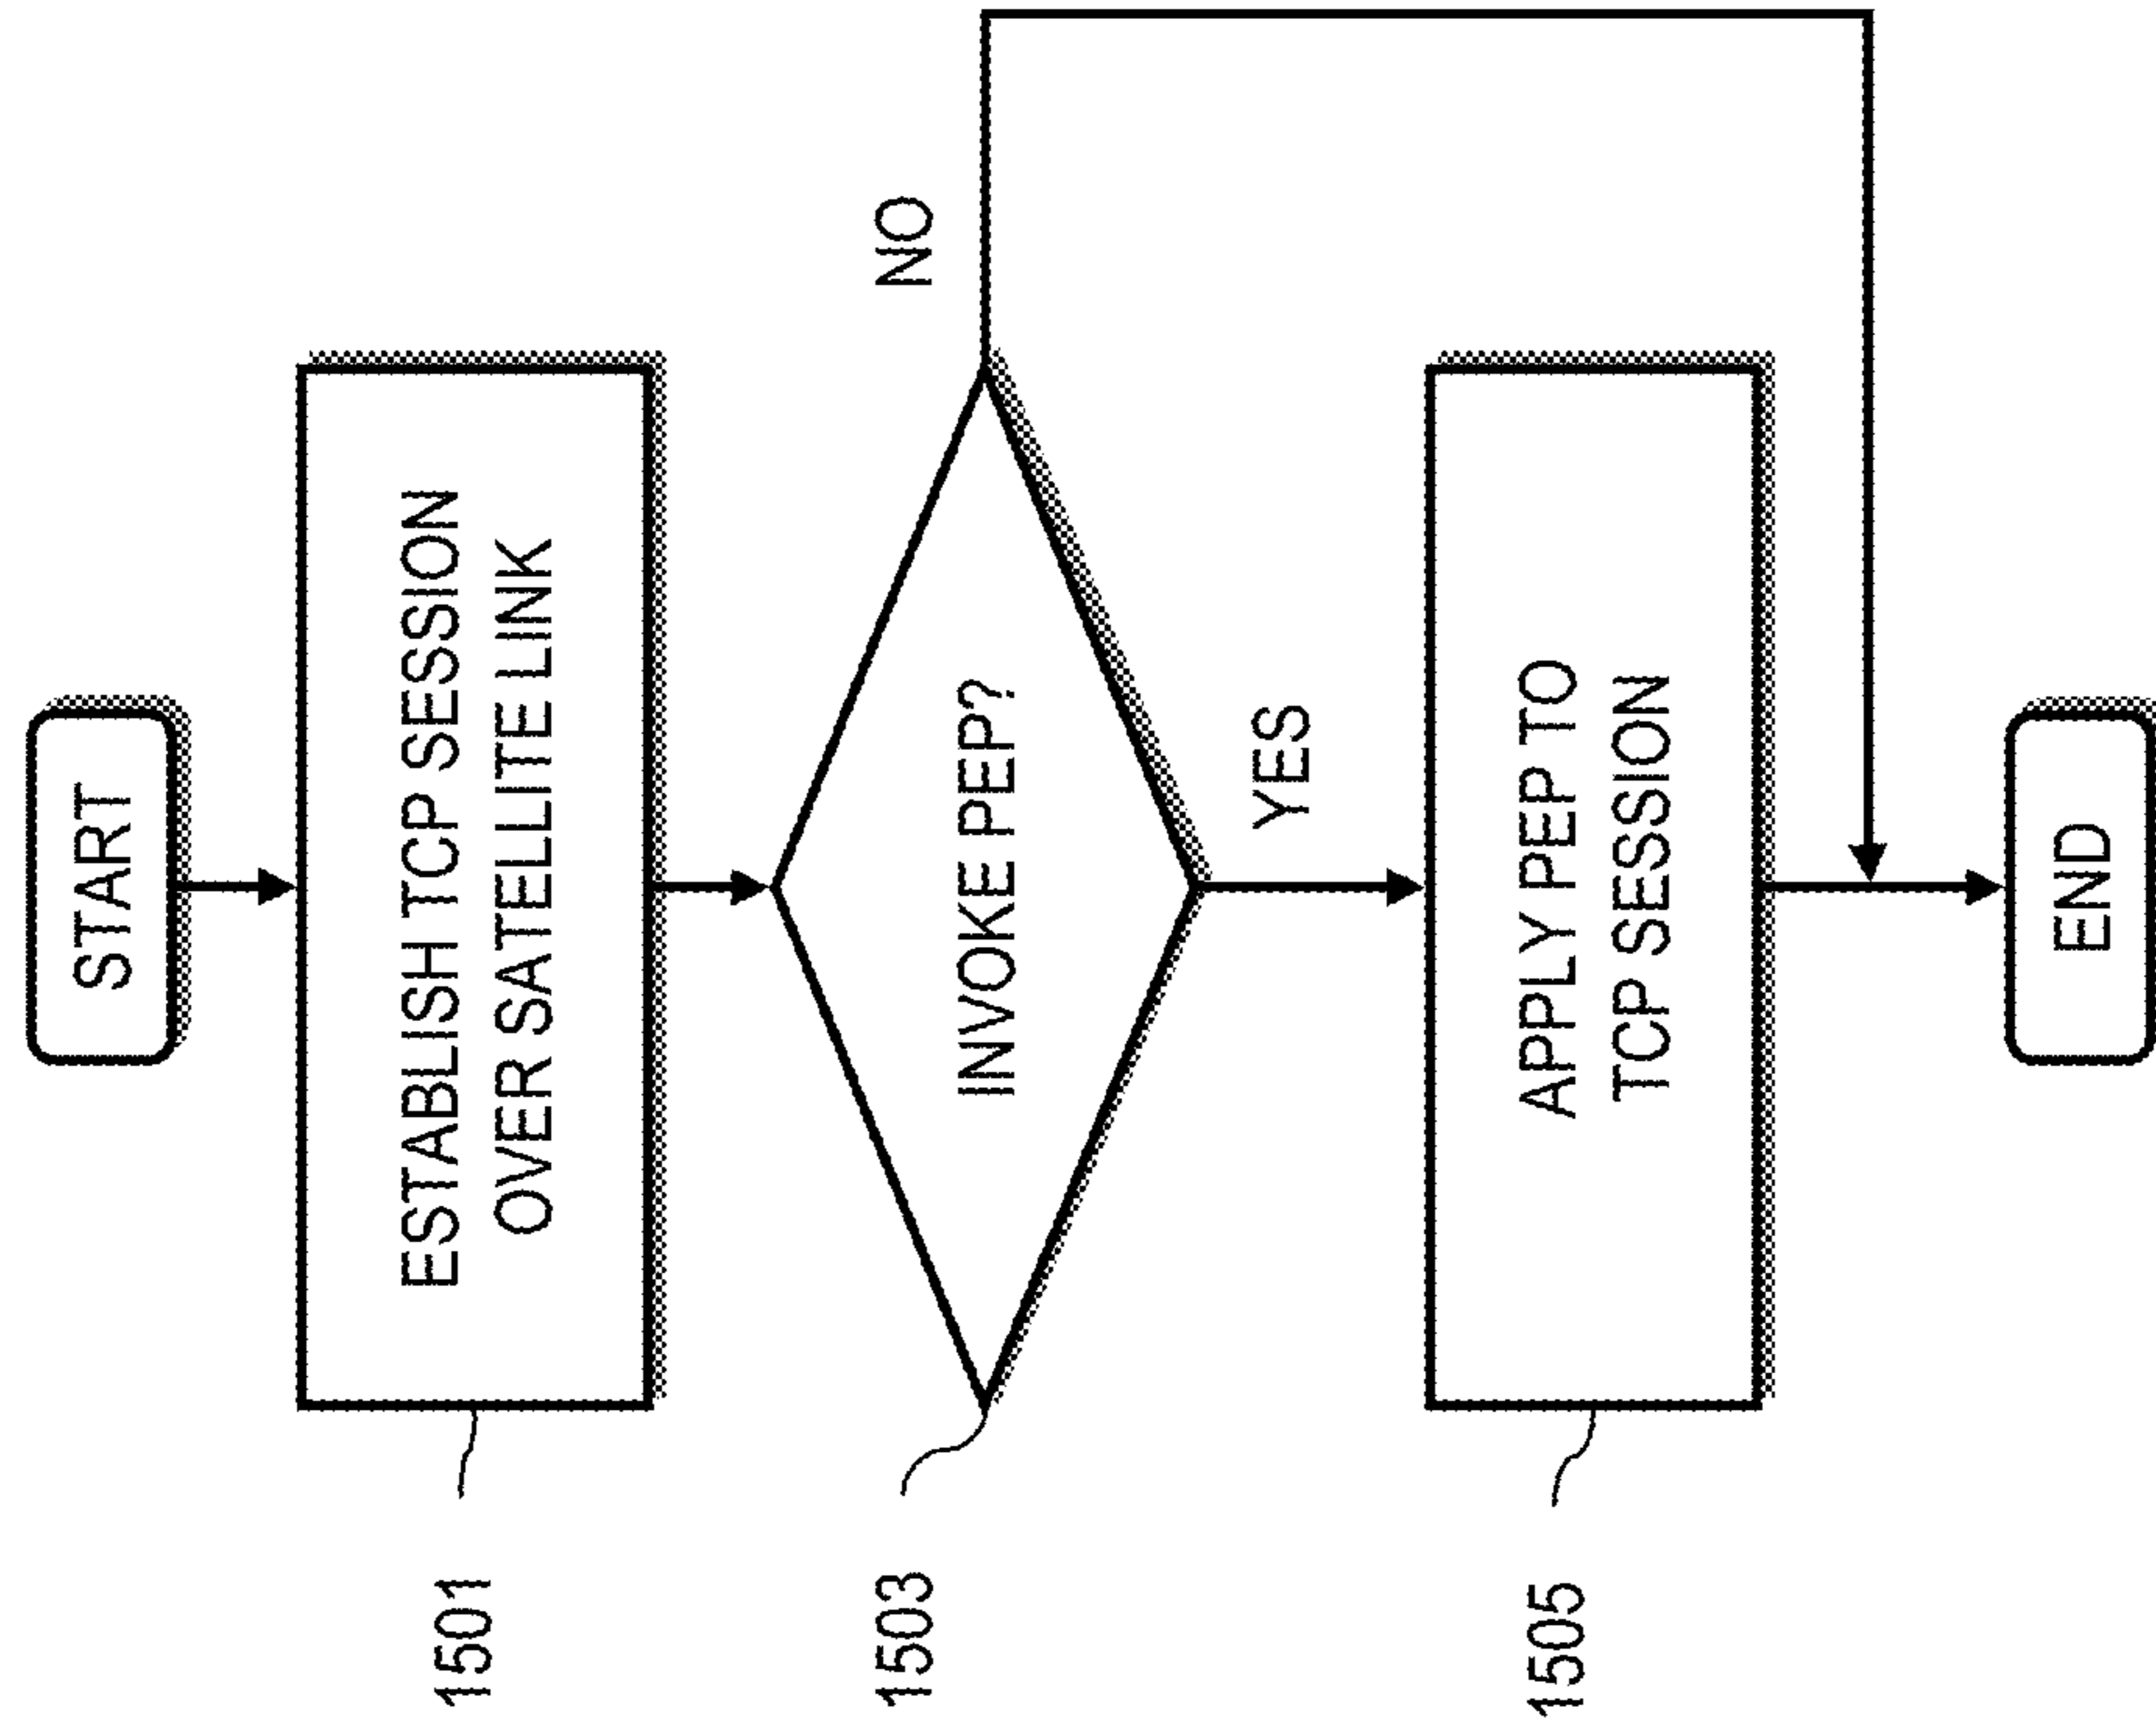 START
1501
ESTABLISH TCP SESSION
OVER SATELLITE LINK
1503
INVOKE PEP?
NO
YES
1505
APPLY PEP TO
TCP SESSION
END